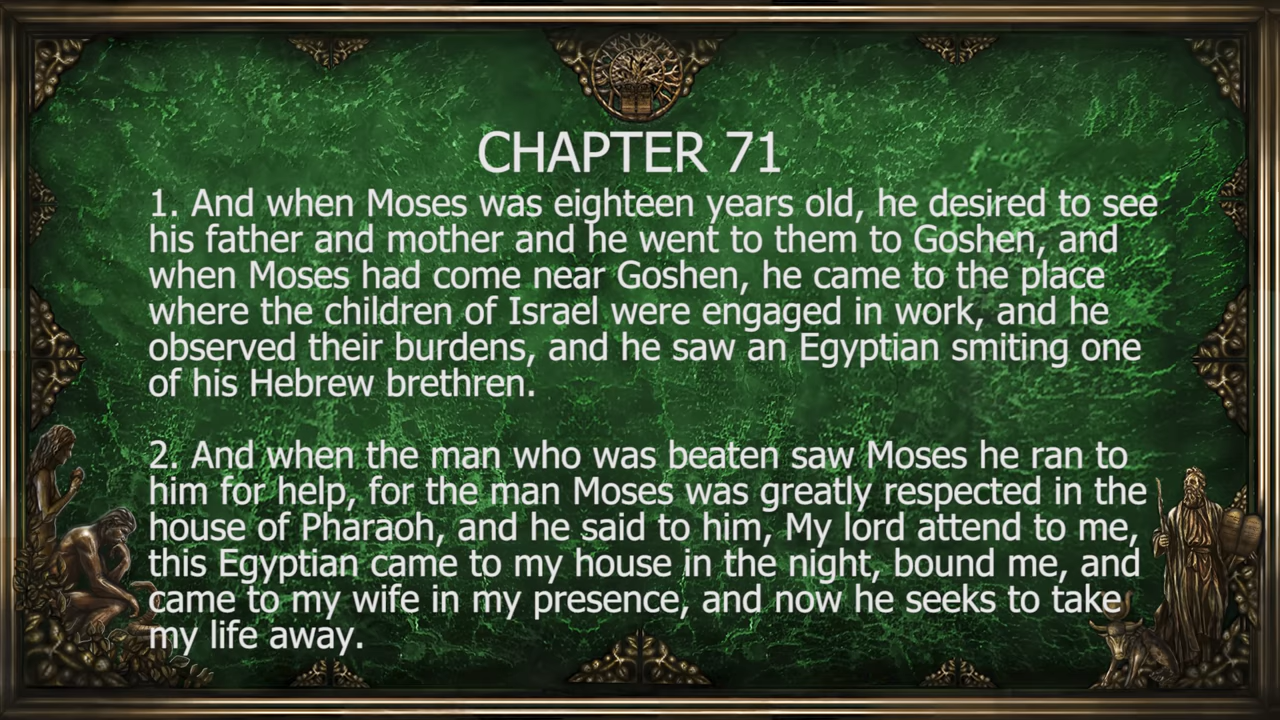 CHAPTER 71
1. And when Moses was eighteen years old, he desired to see
his father and mother and he went to them to Goshen, and
when Moses had come near Goshen, he came to the place
where the children of Israel were engaged in work, and he
observed their burdens, and he saw an Egyptian smiting one
of his Hebrew brethren.
2. And when the man who was beaten saw Moses he ran to
him for help, for the man Moses was greatly respected in the
house of Pharaoh, and he said to him, My lord attend to me,
this Egyptian came to my house in the night, bound me, and
came to my wife in my presence, and now he seeks to take
my life away.